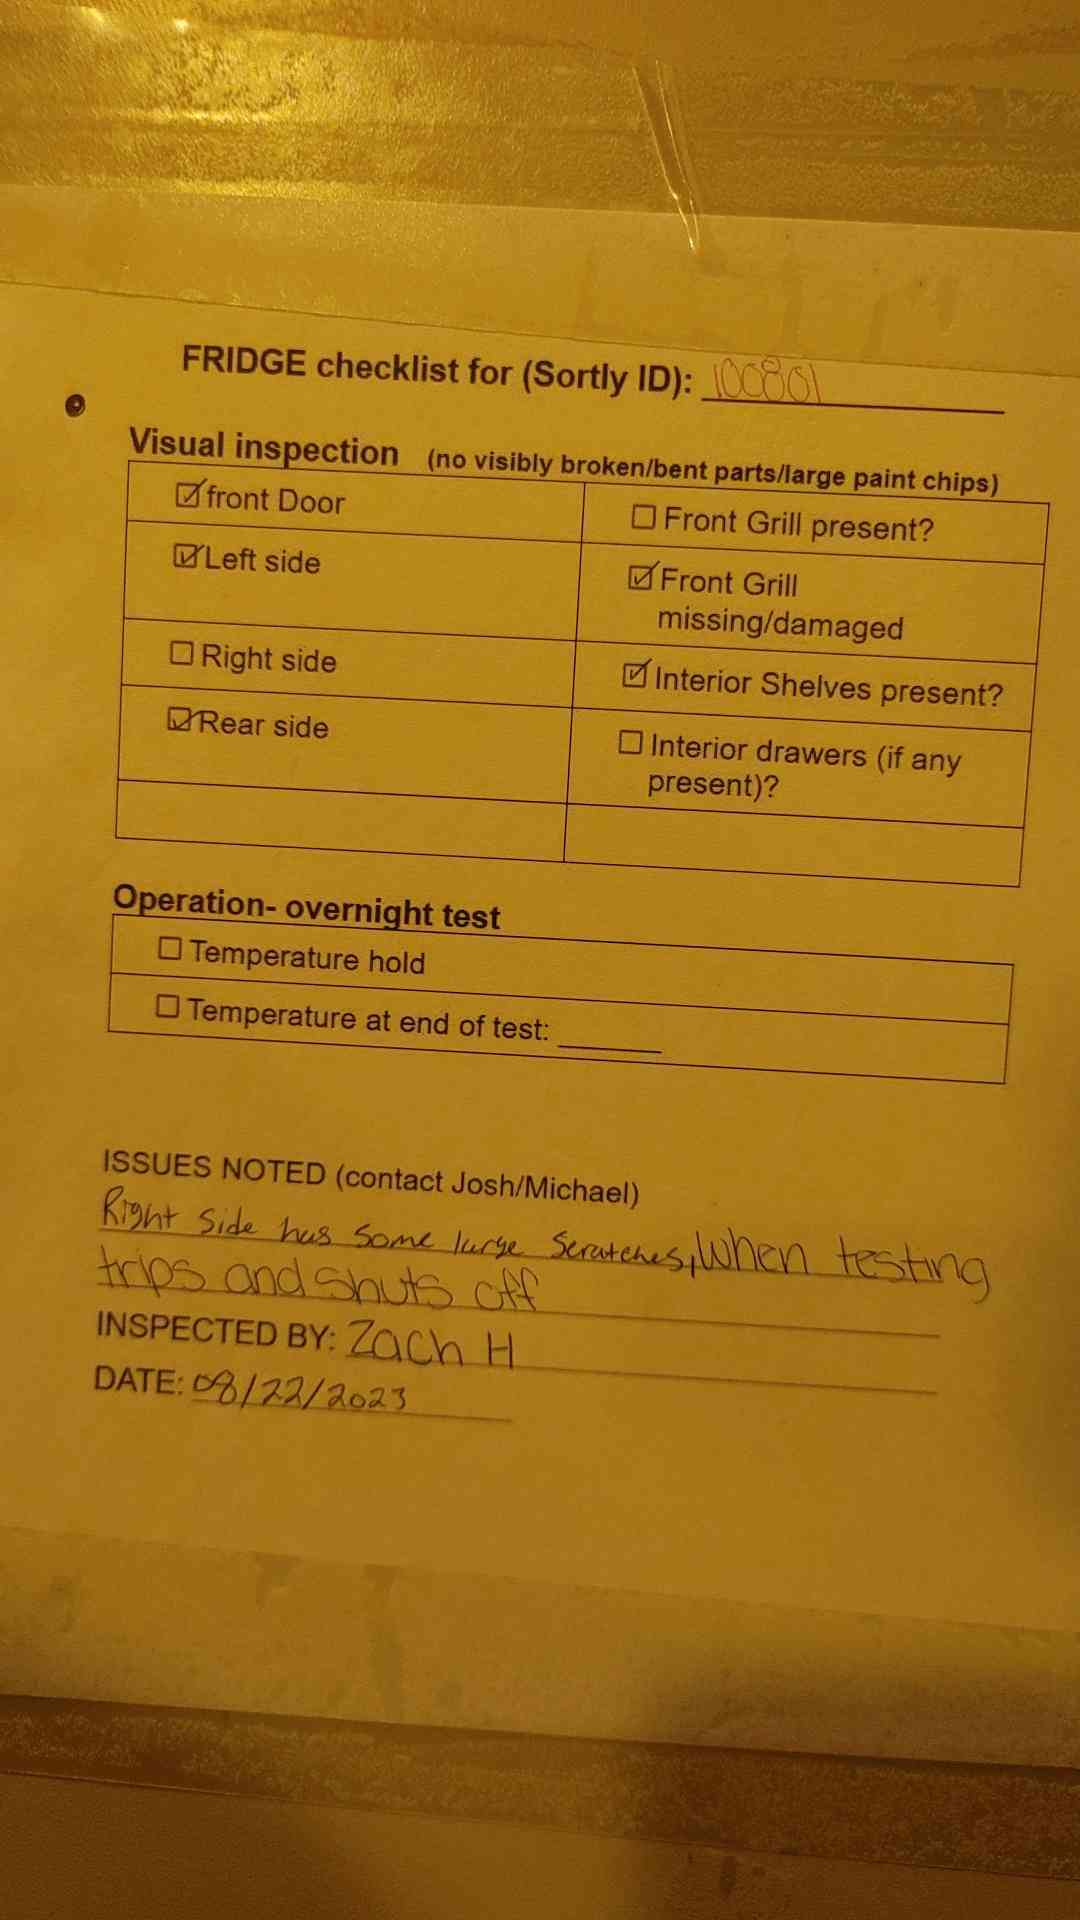 FRIDGE checklist for (Sortly ID): 100801
Visual inspection (no visibly broken/bent parts/large paint chips)
☑ front Door
☐ Front Grill present?
☑ Left side
☑ Front Grill
missing/damaged
☐ Right side
☑ Interior Shelves present?
☑ Rear side
☐ Interior drawers (if any
present)?
Operation- overnight test
☐ Temperature hold
☐ Temperature at end of test: ______
ISSUES NOTED (contact Josh/Michael)
Right side has some large scratches, When testing
trips and shuts off
INSPECTED BY: Zach H
DATE: 08/22/2023